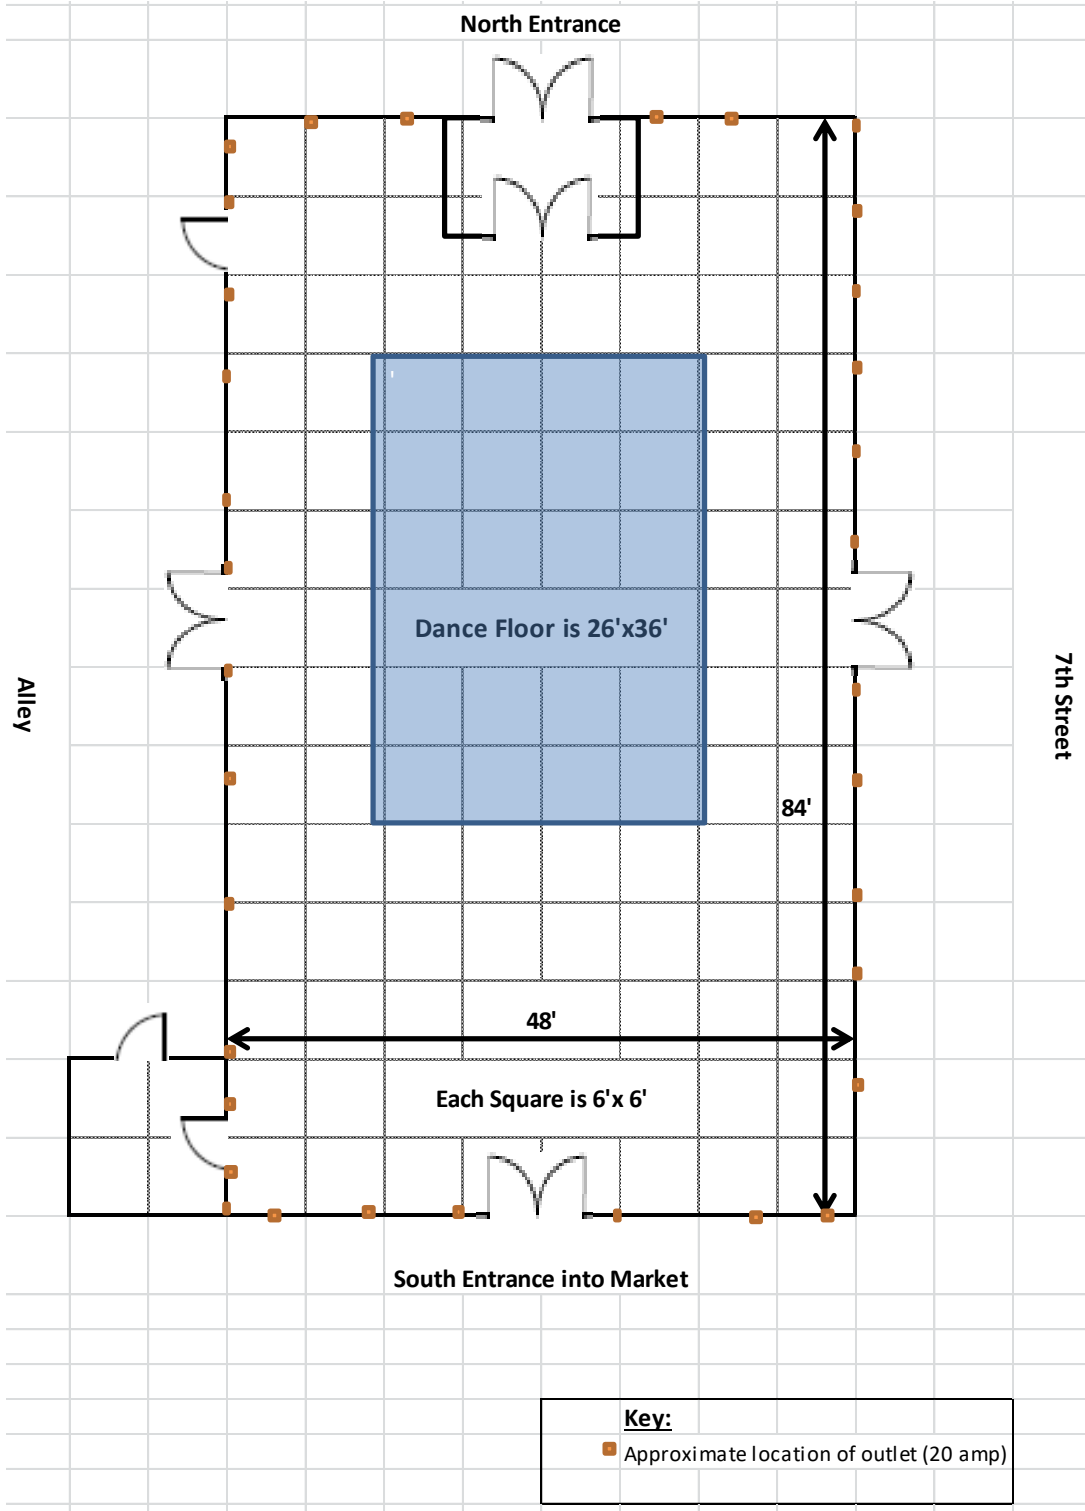 North Entrance
Dance Floor is 26'x36'
Alley
7th Street
84'
48'
Each Square is 6'x 6'
South Entrance into Market
Key:
Approximate location of outlet (20 amp)